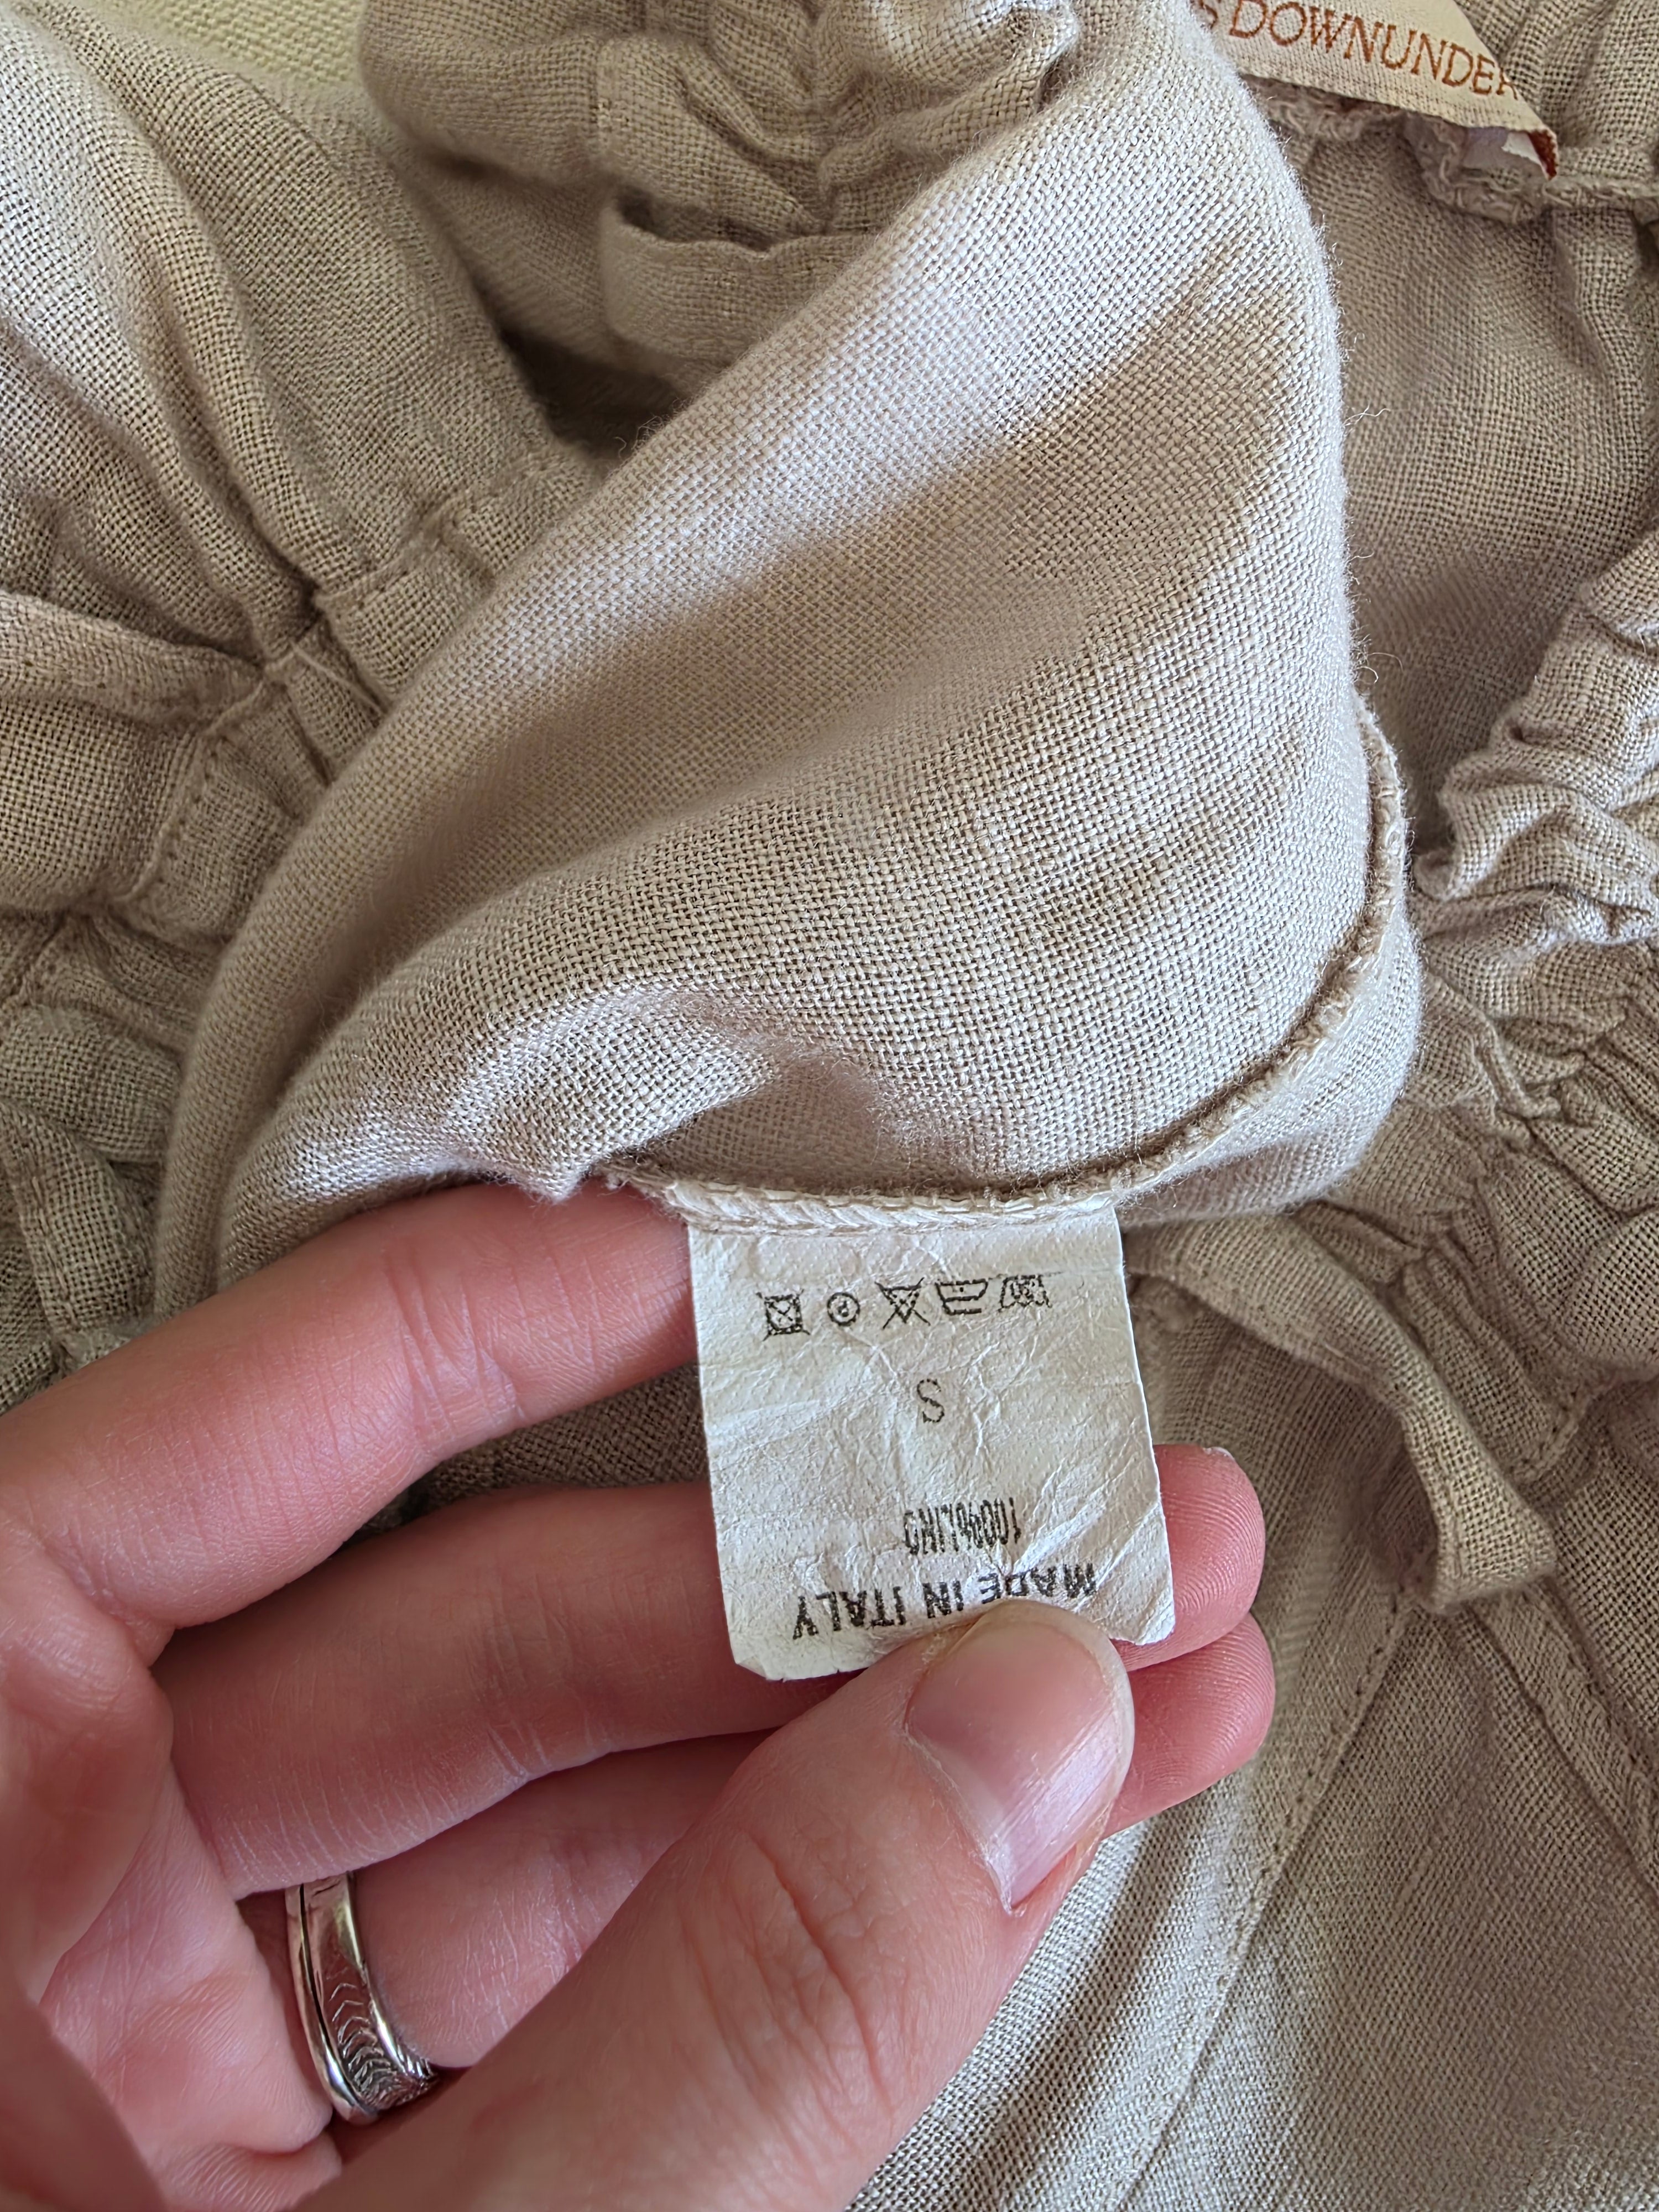 S DOWNUNDER
S
100%LINO
MADE IN ITALY